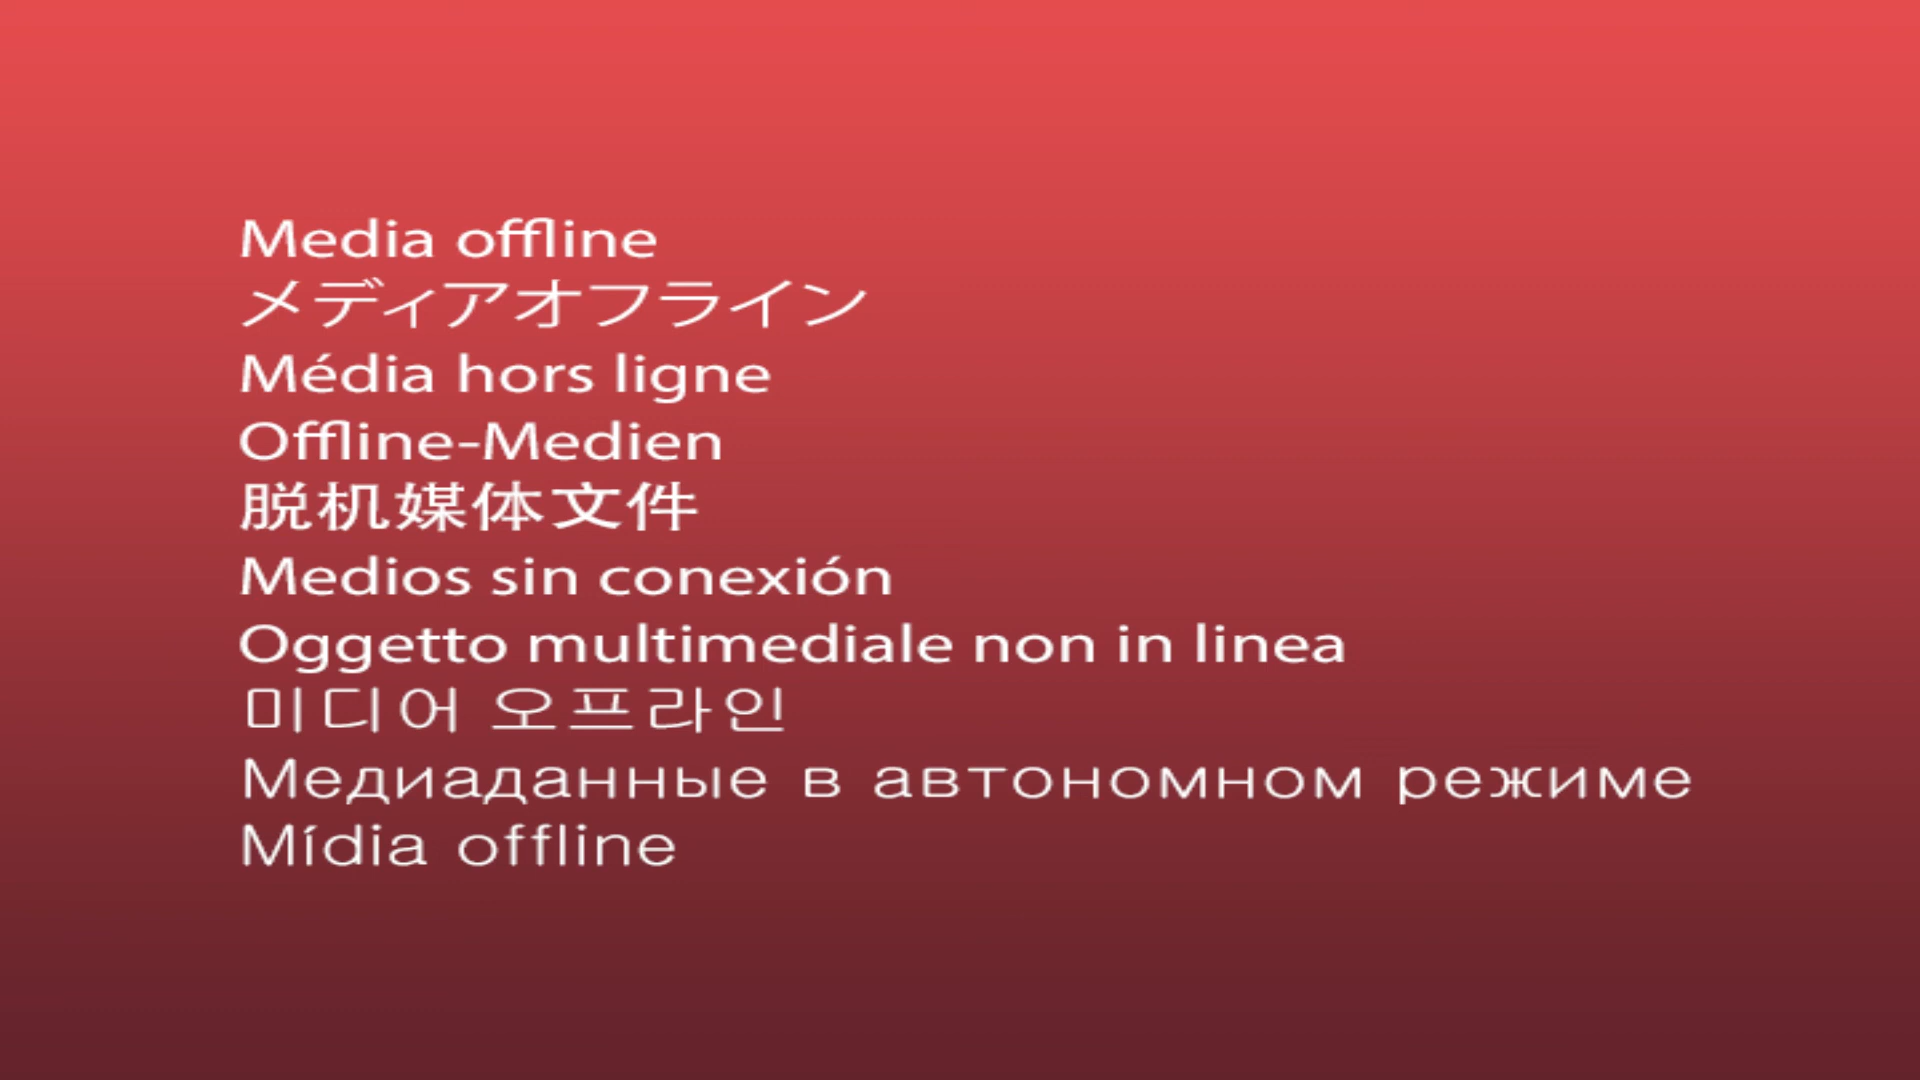 Media offline
メディアオフライン
Média hors ligne
Offline-Medien
脱机媒体文件
Medios sin conexión
Oggetto multimediale non in linea
미디어 오프라인
Медиаданные в автономном режиме
Mídia offline